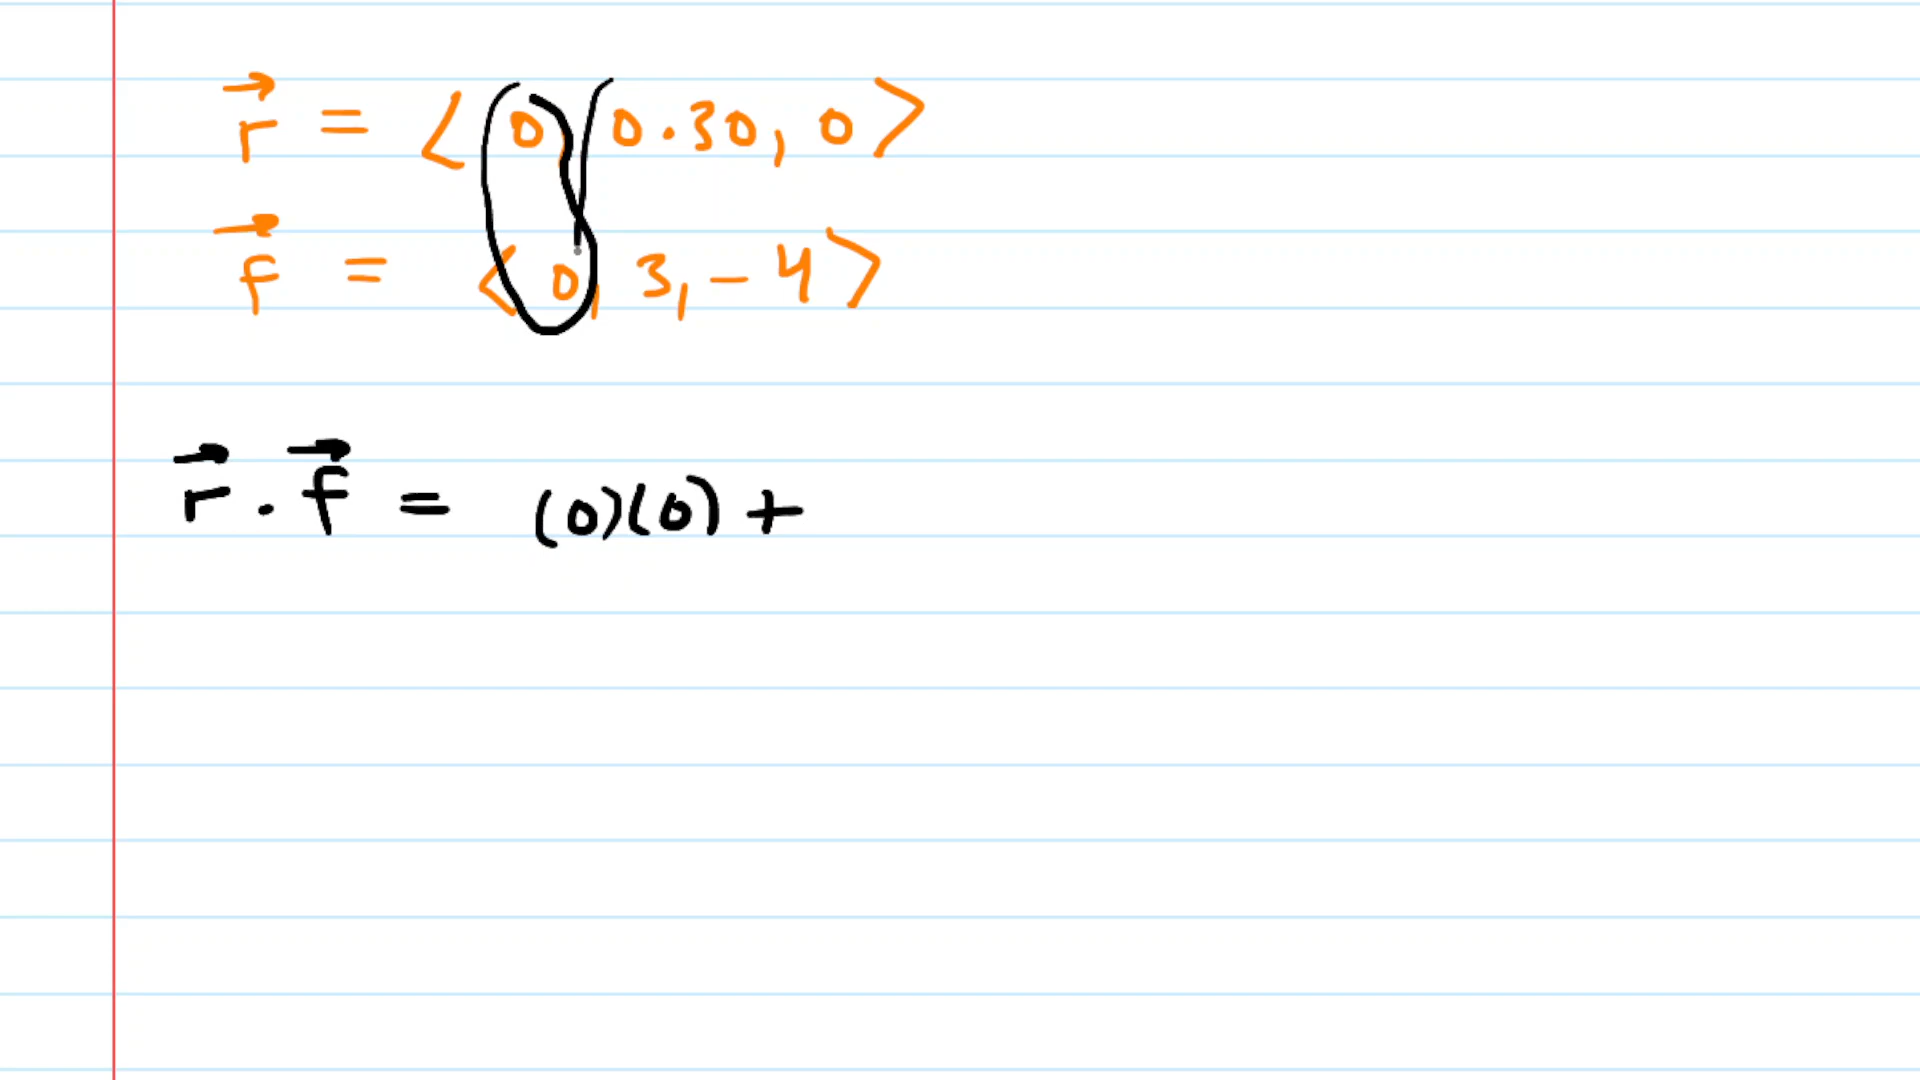 r⃗ = <0, 0.30, 0>
f⃗ = <0, 3, -4>
r⃗ . f⃗ = (0)(0) +